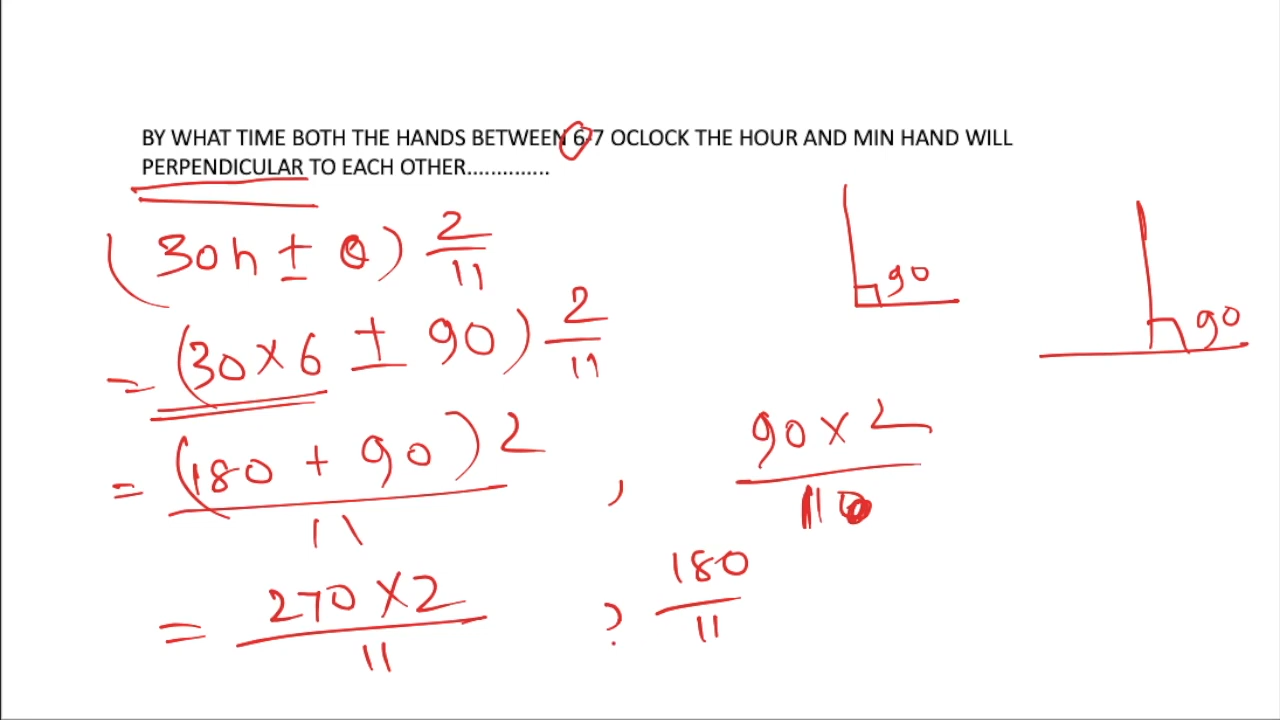 BY WHAT TIME BOTH THE HANDS BETWEEN 6-7 OCLOCK THE HOUR AND MIN HAND WILL
PERPENDICULAR TO EACH OTHER..............
(30h ± θ) 2/11
= (30×6 ± 90) 2/11
= (180 + 90) 2 / 11 , 90×2 / 11
= 270×2 / 11 , 180 / 11
90
90